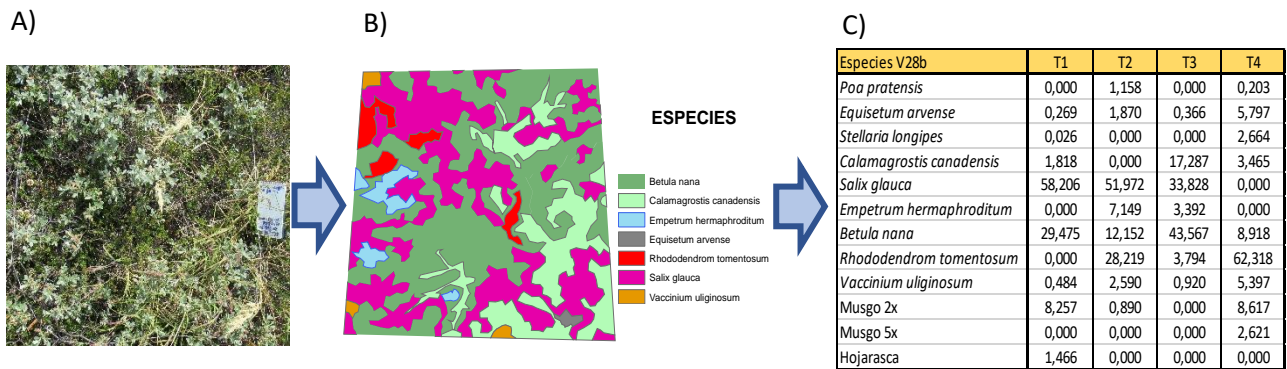 A)
B)
C)
ESPECIES
Betula nana
Calamagrostis canadensis
Empetrum hermaphroditum
Equisetum arvense
Rhododendrom tomentosum
Salix glauca
Vaccinium uliginosum
Especies V28b T1 T2 T3 T4
Poa pratensis 0,000 1,158 0,000 0,203
Equisetum arvense 0,269 1,870 0,366 5,797
Stellaria longipes 0,026 0,000 0,000 2,664
Calamagrostis canadensis 1,818 0,000 17,287 3,465
Salix glauca 58,206 51,972 33,828 0,000
Empetrum hermaphroditum 0,000 7,149 3,392 0,000
Betula nana 29,475 12,152 43,567 8,918
Rhododendrom tomentosum 0,000 28,219 3,794 62,318
Vaccinium uliginosum 0,484 2,590 0,920 5,397
Musgo 2x 8,257 0,890 0,000 8,617
Musgo 5x 0,000 0,000 0,000 2,621
Hojarasca 1,466 0,000 0,000 0,000